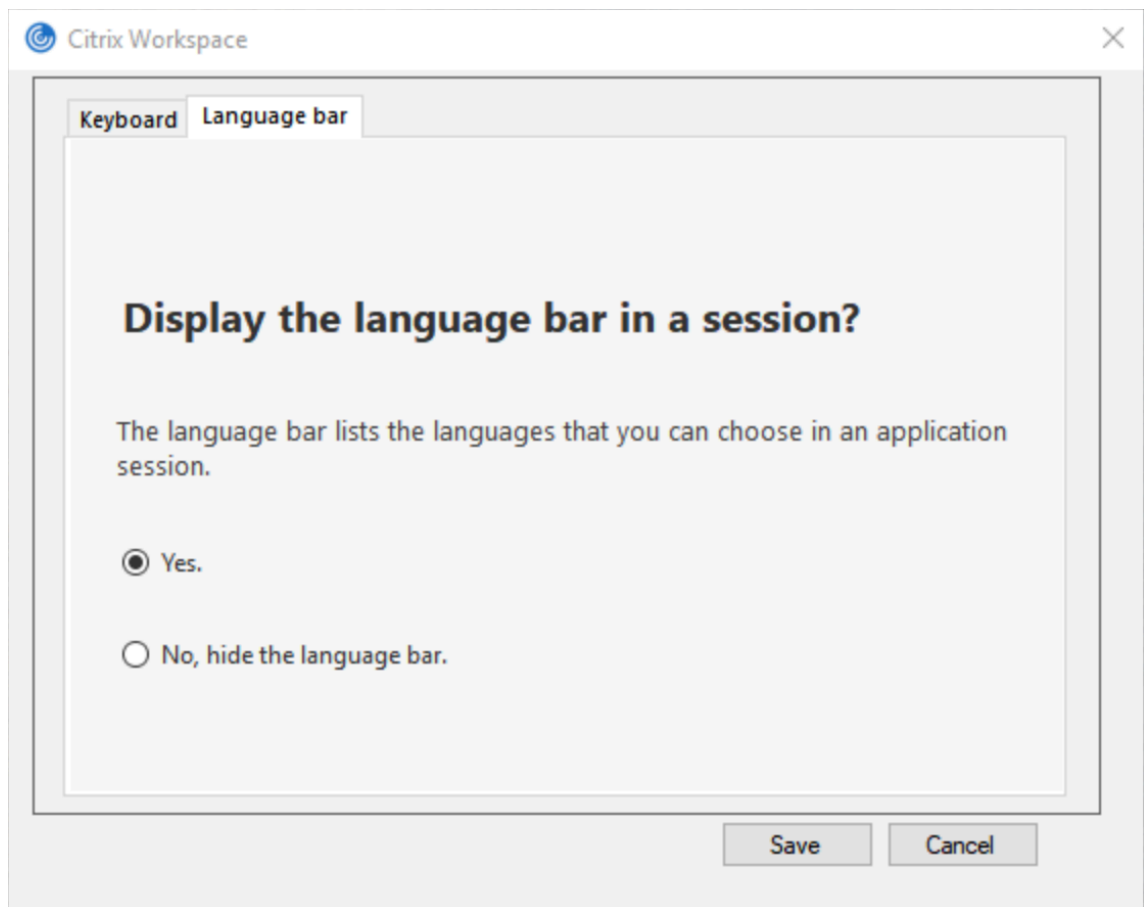 Citrix Workspace
Keyboard
Language bar
Display the language bar in a session?
The language bar lists the languages that you can choose in an application
session.
Yes.
No, hide the language bar.
Save
Cancel